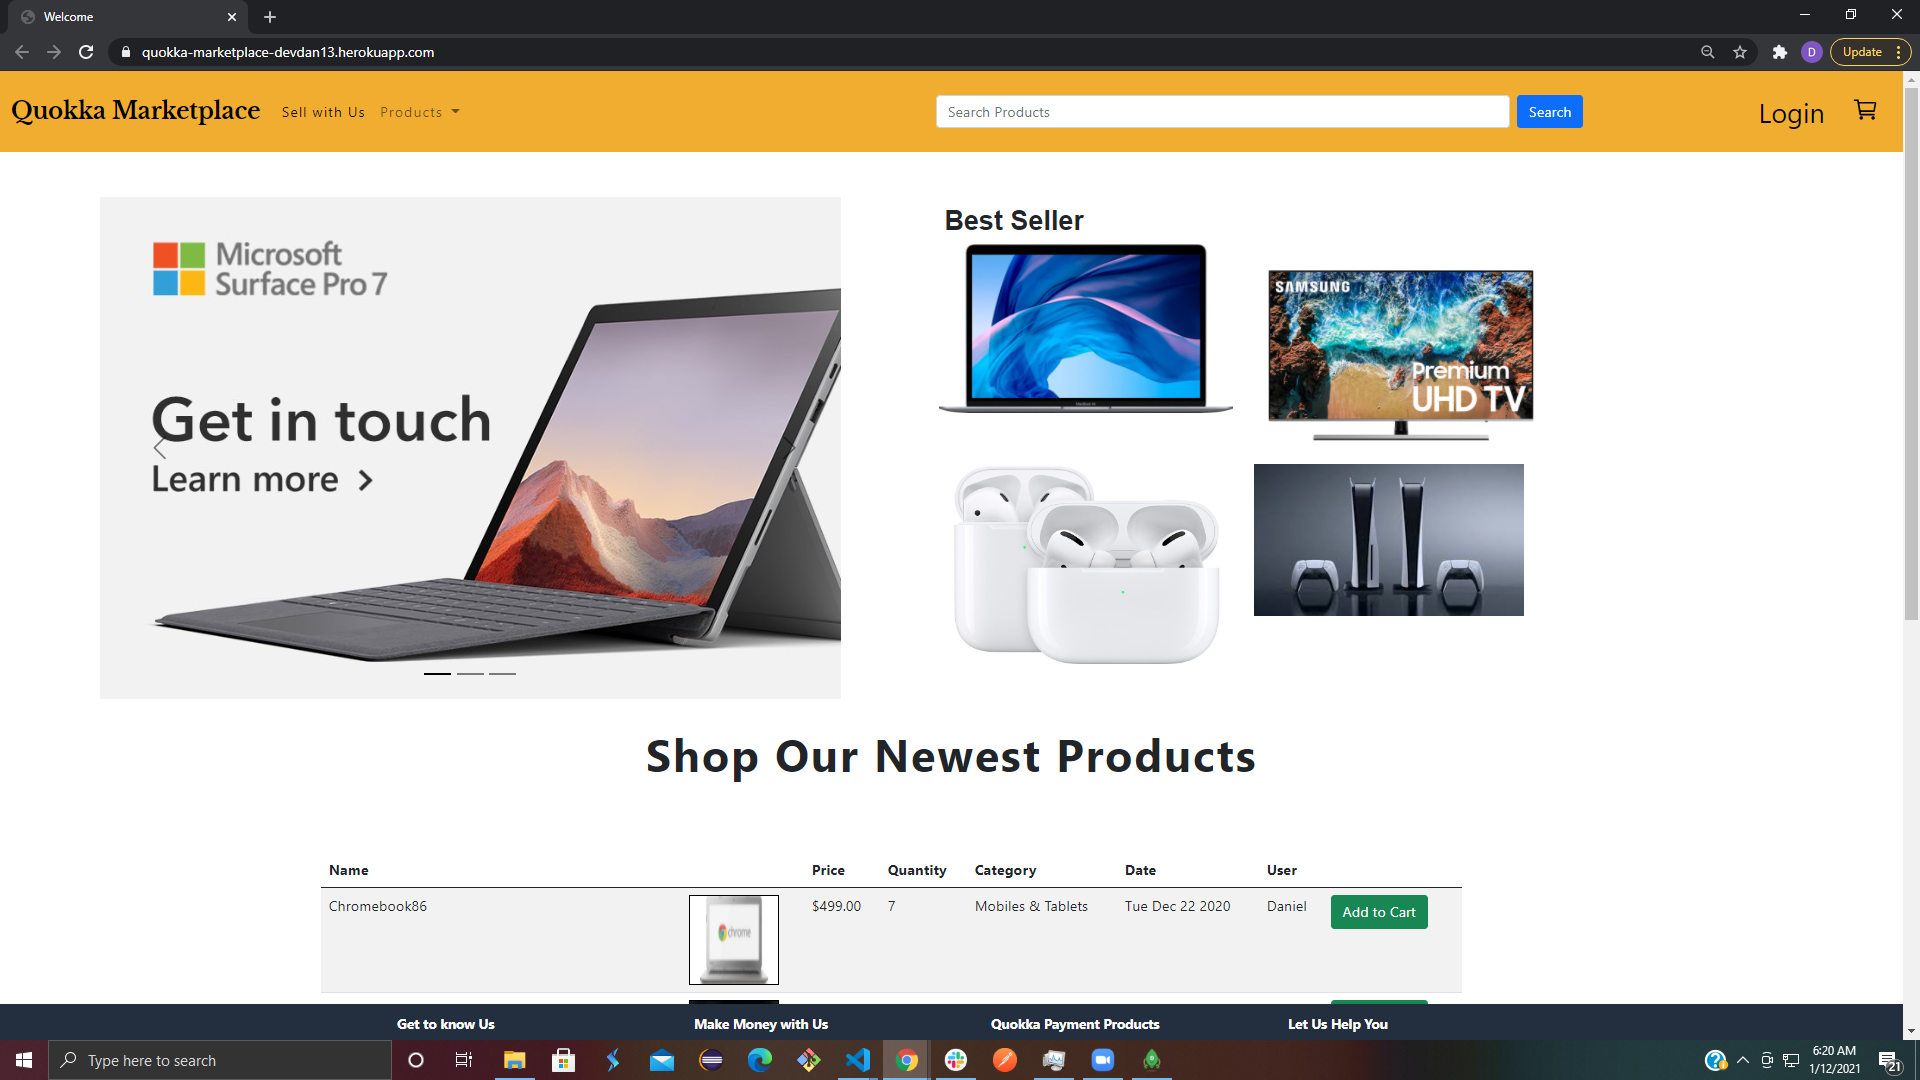 Welcome
quokka-marketplace-devdan13.herokuapp.com
D
Update
Quokka Marketplace
Sell with Us
Products
Search Products
Search
Login
Microsoft
Surface Pro 7
Get in touch
Learn more
Best Seller
SAMSUNG
Premium
UHD TV
Shop Our Newest Products
Name Price Quantity Category Date User
Chromebook86 $499.00 7 Mobiles & Tablets Tue Dec 22 2020 Daniel Add to Cart
chrome
Get to know Us
Make Money with Us
Quokka Payment Products
Let Us Help You
Type here to search
6:20 AM
1/12/2021
21